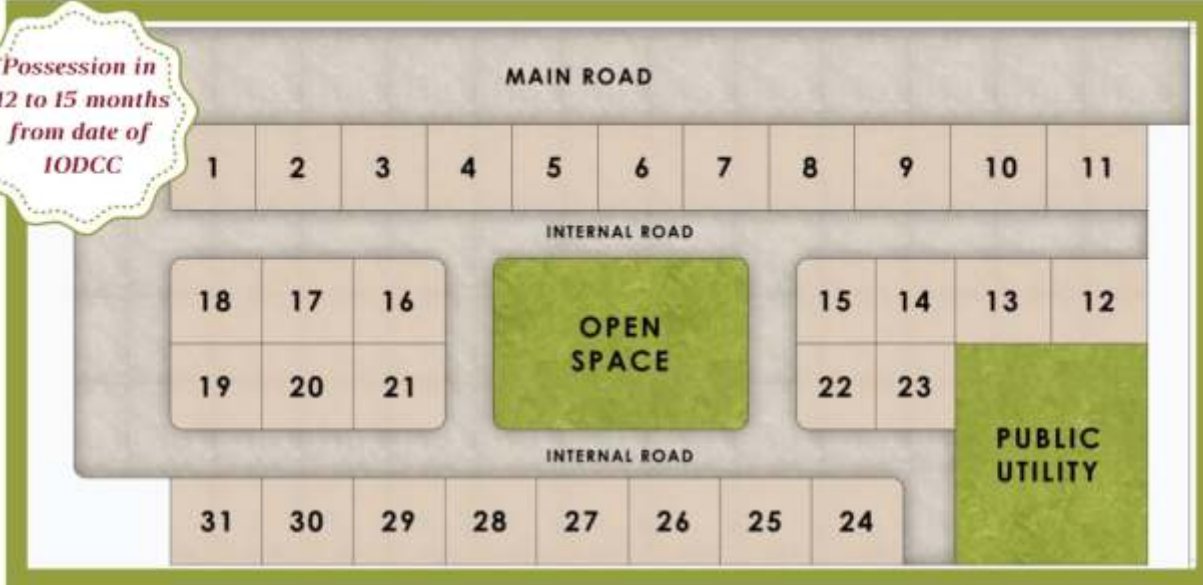 Possession in
12 to 15 months
from date of
IODCC
MAIN ROAD
1 2 3 4 5 6 7 8 9 10 11
INTERNAL ROAD
18 17 16
OPEN
SPACE
15 14 13 12
19 20 21
22 23
PUBLIC
UTILITY
INTERNAL ROAD
31 30 29 28 27 26 25 24